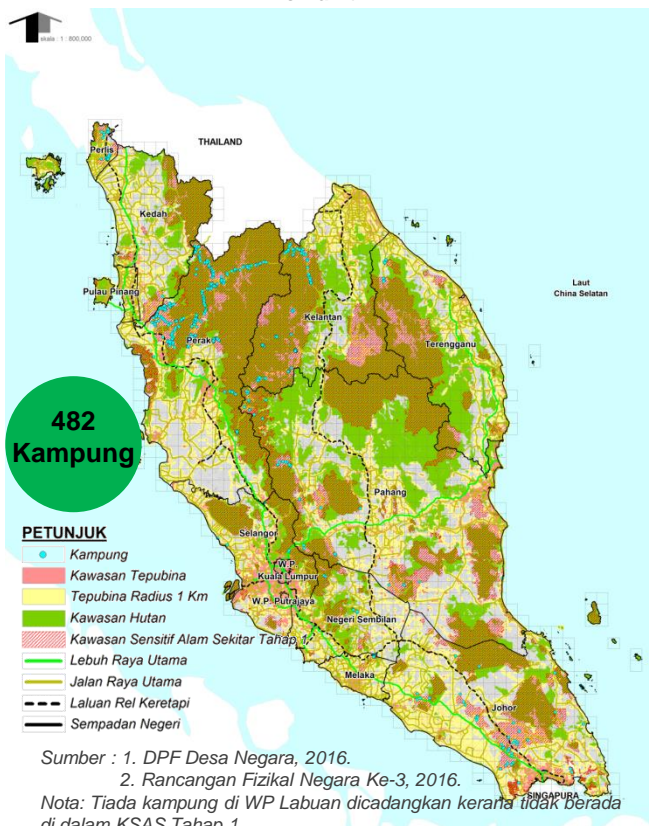 skala : 1 : 800,000
THAILAND
Perlis
Kedah
Pulau Pinang
Perak
Kelantan
Terengganu
Laut
China Selatan
482
Kampung
Pahang
Selangor
W.P.
Kuala Lumpur
W.P. Putrajaya
Negeri Sembilan
Melaka
Johor
SINGAPURA
PETUNJUK
Kampung
Kawasan Tepubina
Tepubina Radius 1 Km
Kawasan Hutan
Kawasan Sensitif Alam Sekitar Tahap 1
Lebuh Raya Utama
Jalan Raya Utama
Laluan Rel Keretapi
Sempadan Negeri
Sumber : 1. DPF Desa Negara, 2016.
2. Rancangan Fizikal Negara Ke-3, 2016.
Nota: Tiada kampung di WP Labuan dicadangkan kerana tidak berada
di dalam KSAS Tahap 1